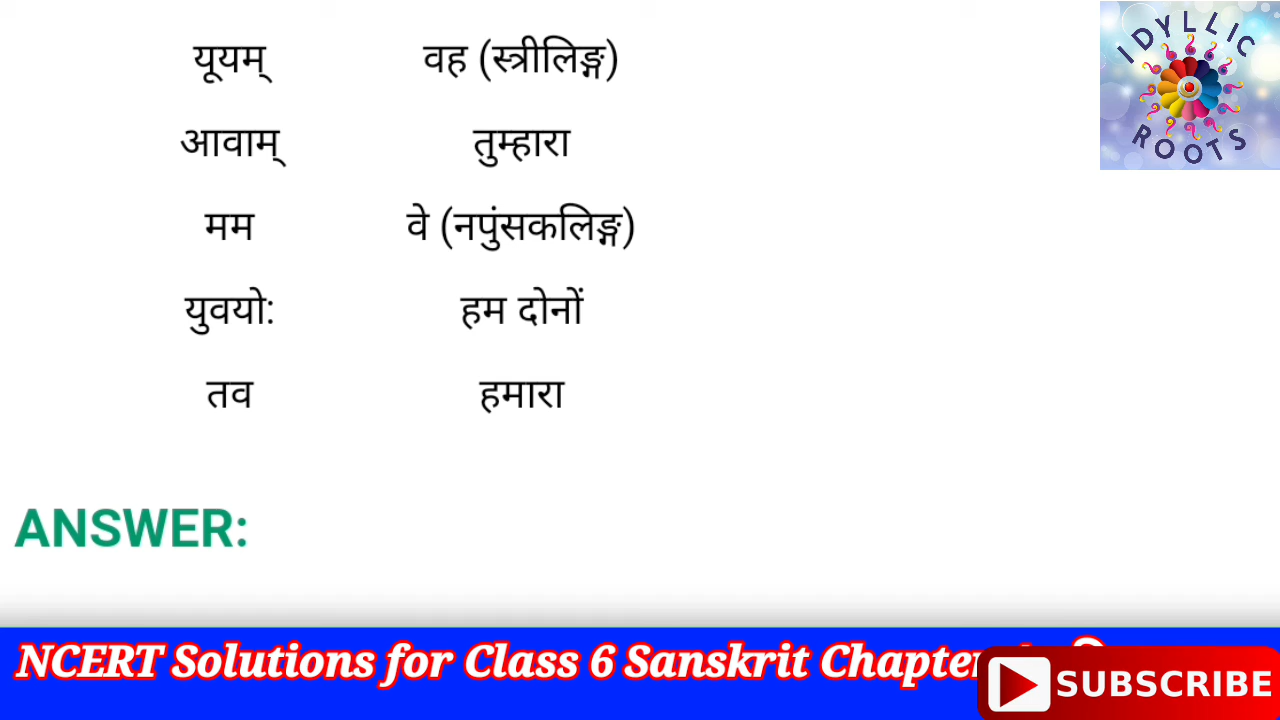 IDYLLIC
ROOTS
यूयम् वह (स्त्रीलिङ्ग)
आवाम् तुम्हारा
मम वे (नपुंसकलिङ्ग)
युवयो: हम दोनों
तव हमारा
ANSWER:
NCERT Solutions for Class 6 Sanskrit Chapter
SUBSCRIBE